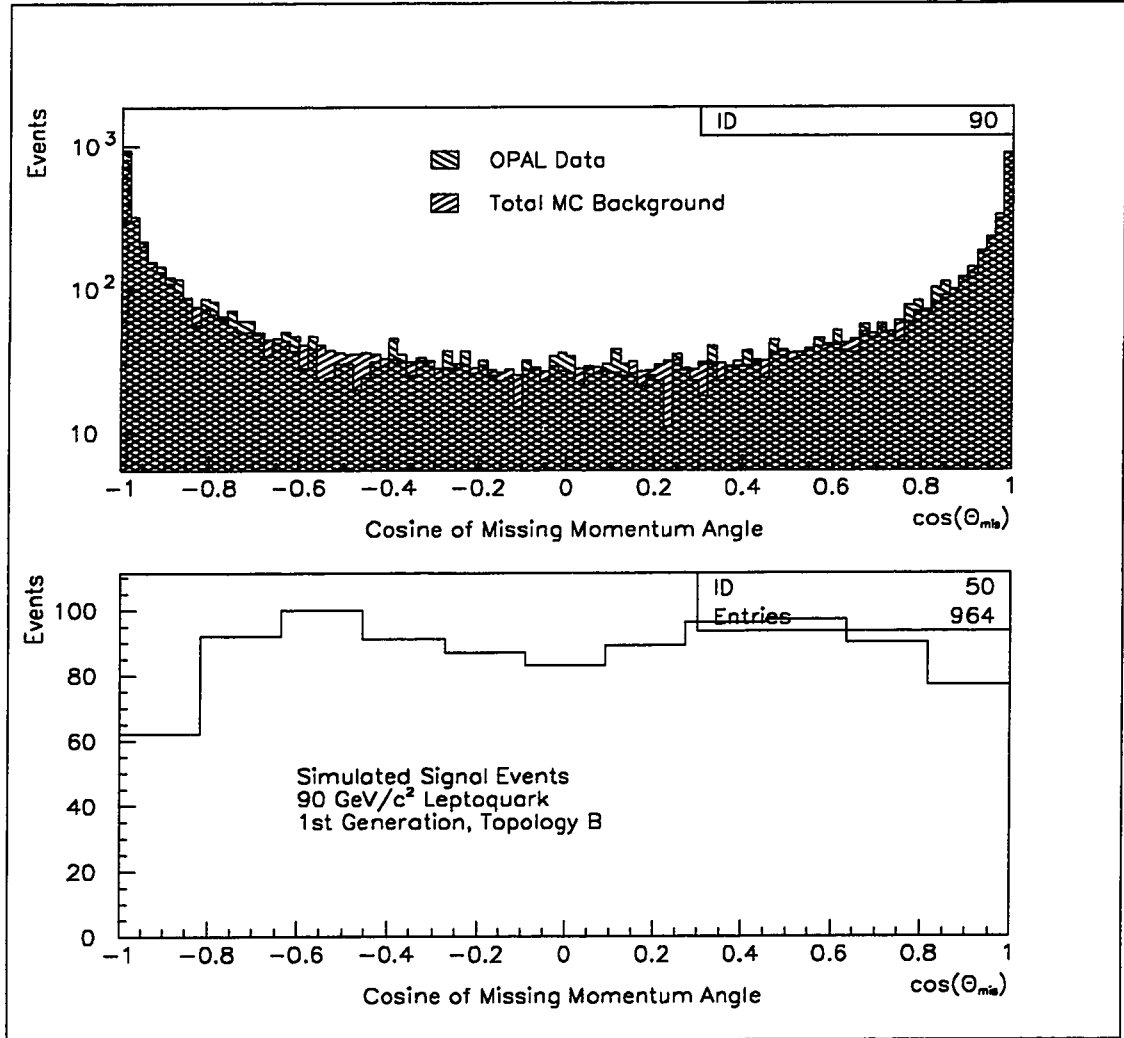 ID 90
Events
10³
10²
10
OPAL Data
Total MC Background
−1 −0.8 −0.6 −0.4 −0.2 0 0.2 0.4 0.6 0.8 1
Cosine of Missing Momentum Angle
cos(Θmis)
ID 50
Entries 964
Events
100
80
60
40
20
0
Simulated Signal Events
90 GeV/c² Leptoquark
1st Generation, Topology B
−1 −0.8 −0.6 −0.4 −0.2 0 0.2 0.4 0.6 0.8 1
Cosine of Missing Momentum Angle
cos(Θmis)